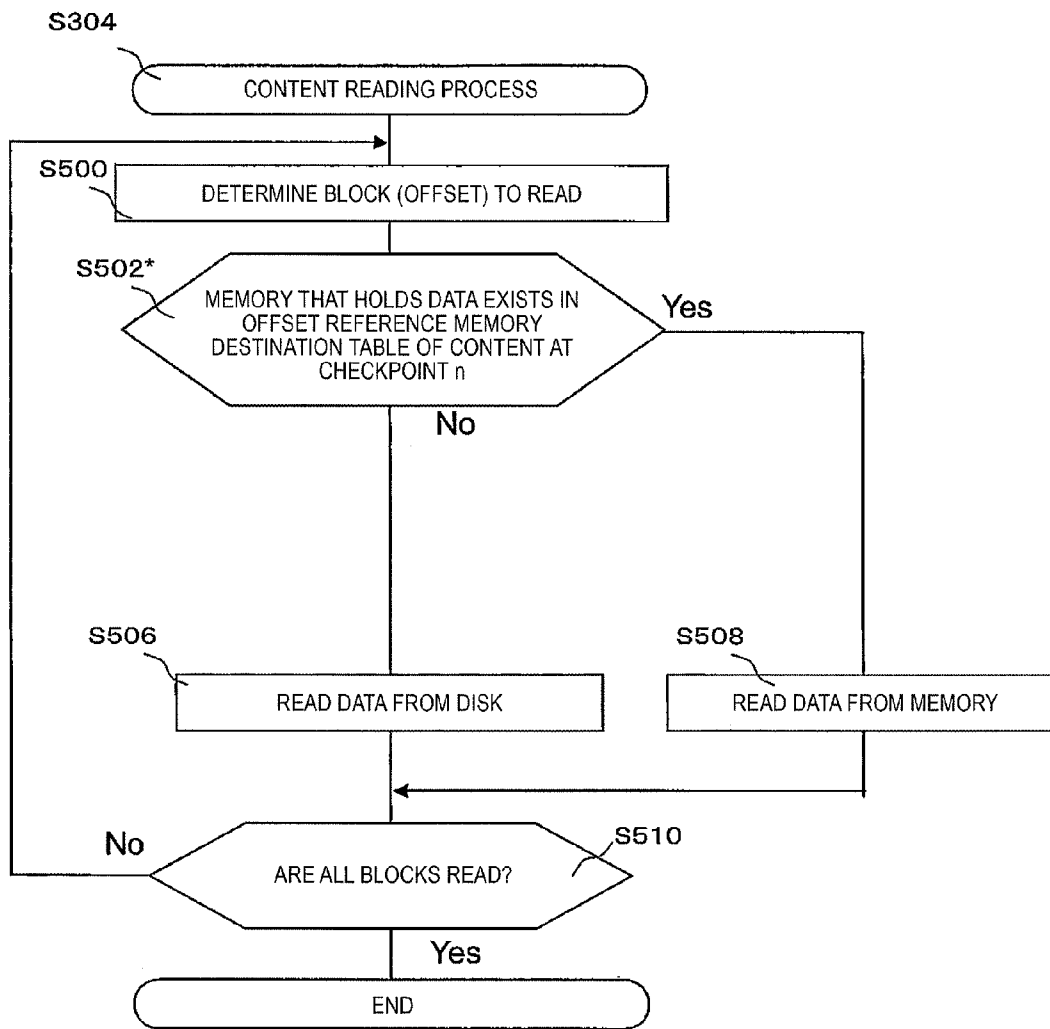 S304
CONTENT READING PROCESS
S500
DETERMINE BLOCK (OFFSET) TO READ
S502*
MEMORY THAT HOLDS DATA EXISTS IN
OFFSET REFERENCE MEMORY
DESTINATION TABLE OF CONTENT AT
CHECKPOINT n
Yes
No
S506
READ DATA FROM DISK
S508
READ DATA FROM MEMORY
No
S510
ARE ALL BLOCKS READ?
Yes
END